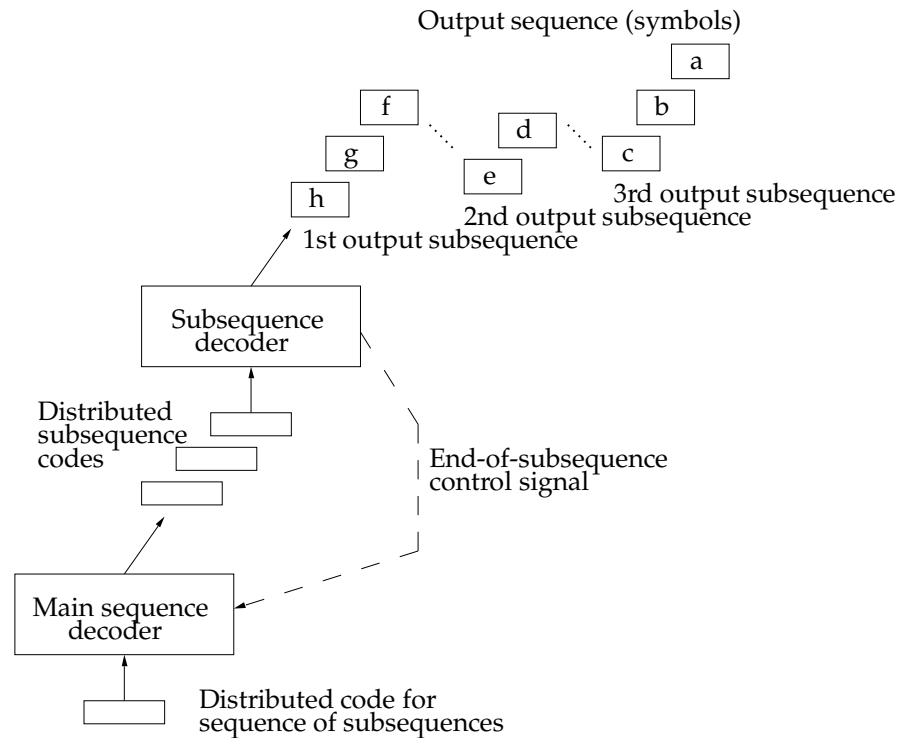 Output sequence (symbols)
a
f
b
d
g
c
e
h
3rd output subsequence
2nd output subsequence
1st output subsequence
Subsequence
decoder
Distributed
subsequence
codes
End-of-subsequence
control signal
Main sequence
decoder
Distributed code for
sequence of subsequences